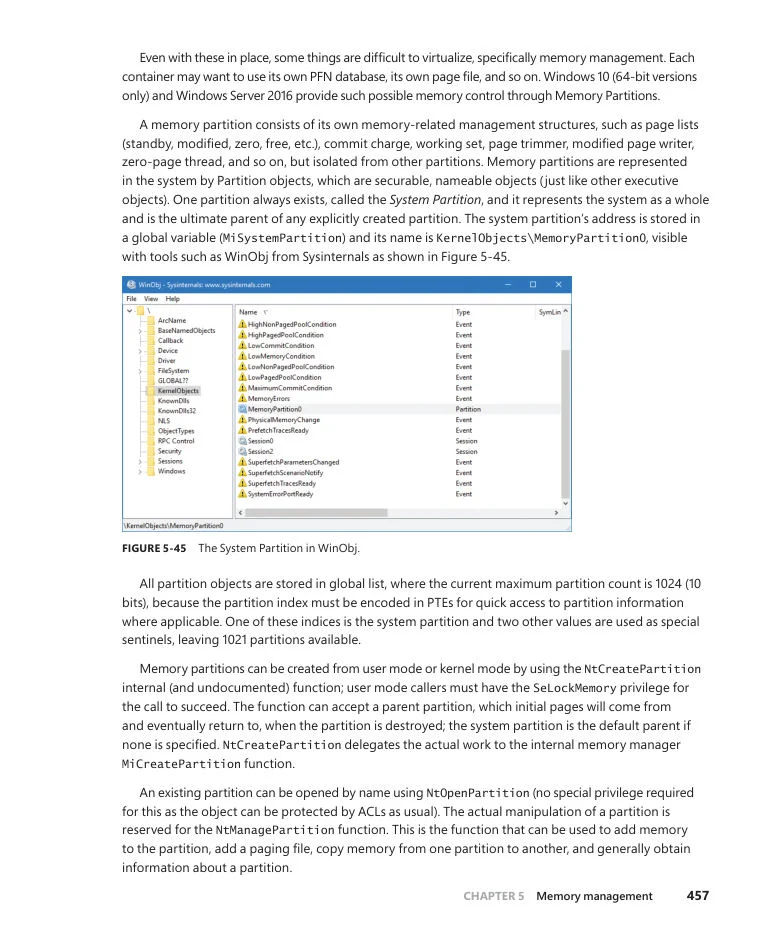 Even with these in place, some things are difficult to virtualize, specifically memory management. Each
container may want to use its own PFN database, its own page file, and so on. Windows 10 (64-bit versions
only) and Windows Server 2016 provide such possible memory control through Memory Partitions.
A memory partition consists of its own memory-related management structures, such as page lists
(standby, modified, zero, free, etc.), commit charge, working set, page trimmer, modified page writer,
zero-page thread, and so on, but isolated from other partitions. Memory partitions are represented
in the system by Partition objects, which are securable, nameable objects (just like other executive
objects). One partition always exists, called the System Partition, and it represents the system as a whole
and is the ultimate parent of any explicitly created partition. The system partition's address is stored in
a global variable (MiSystemPartition) and its name is KernelObjects\MemoryPartition0, visible
with tools such as WinObj from Sysinternals as shown in Figure 5-45.
WinObj - Sysinternals: www.sysinternals.com
File View Help
\
ArcName
BaseNamedObjects
Callback
Device
Driver
FileSystem
GLOBAL??
KernelObjects
KnownDlls
KnownDlls32
NLS
ObjectTypes
RPC Control
Security
Sessions
Windows
Name Type SymLin
HighNonPagedPoolCondition Event
HighPagedPoolCondition Event
LowCommitCondition Event
LowMemoryCondition Event
LowNonPagedPoolCondition Event
LowPagedPoolCondition Event
MaximumCommitCondition Event
MemoryErrors Event
MemoryPartition0 Partition
PhysicalMemoryChange Event
PrefetchTracesReady Event
Session0 Session
Session2 Session
SuperfetchParametersChanged Event
SuperfetchScenarioNotify Event
SuperfetchTracesReady Event
SystemErrorPortReady Event
\KernelObjects\MemoryPartition0
FIGURE 5-45 The System Partition in WinObj.
All partition objects are stored in global list, where the current maximum partition count is 1024 (10
bits), because the partition index must be encoded in PTEs for quick access to partition information
where applicable. One of these indices is the system partition and two other values are used as special
sentinels, leaving 1021 partitions available.
Memory partitions can be created from user mode or kernel mode by using the NtCreatePartition
internal (and undocumented) function; user mode callers must have the SeLockMemory privilege for
the call to succeed. The function can accept a parent partition, which initial pages will come from
and eventually return to, when the partition is destroyed; the system partition is the default parent if
none is specified. NtCreatePartition delegates the actual work to the internal memory manager
MiCreatePartition function.
An existing partition can be opened by name using NtOpenPartition (no special privilege required
for this as the object can be protected by ACLs as usual). The actual manipulation of a partition is
reserved for the NtManagePartition function. This is the function that can be used to add memory
to the partition, add a paging file, copy memory from one partition to another, and generally obtain
information about a partition.
CHAPTER 5 Memory management 457